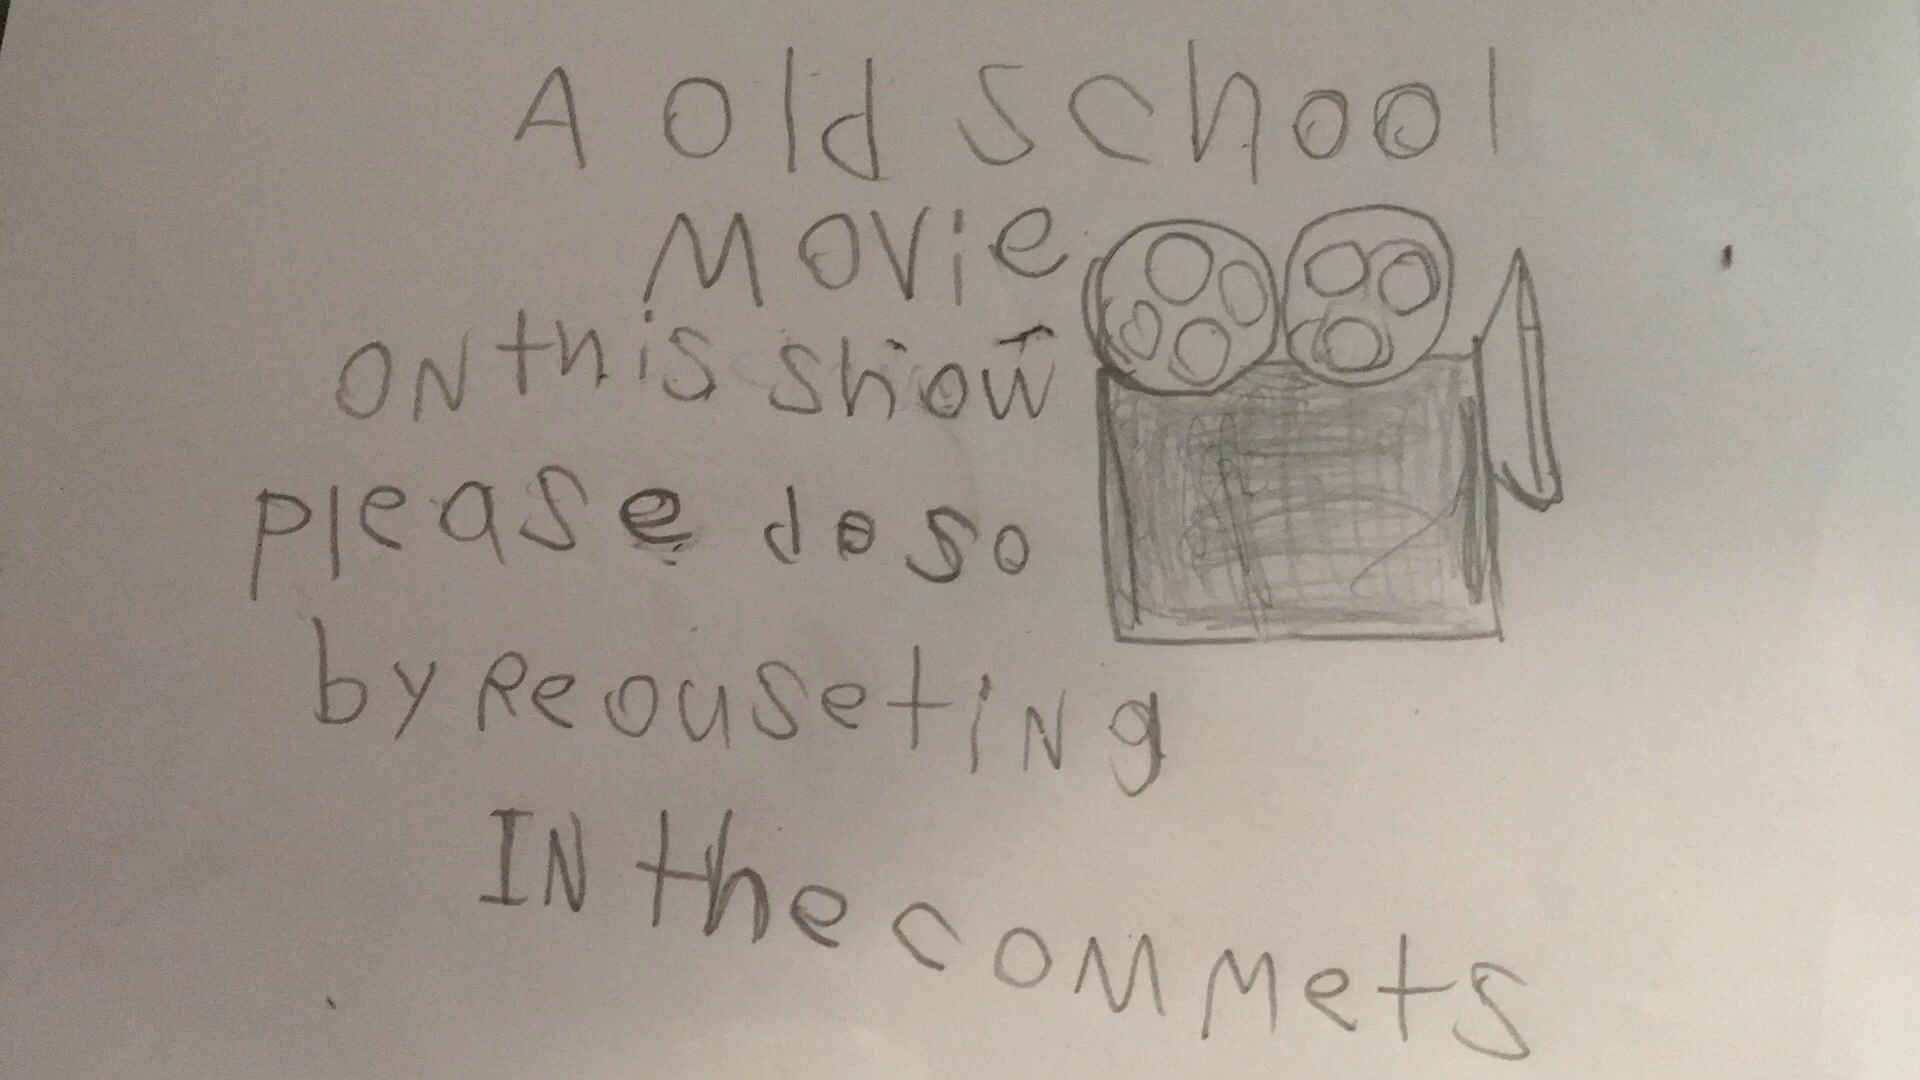 A old school
Movie
ON this show
please do so
by Reouseting
IN the comMets